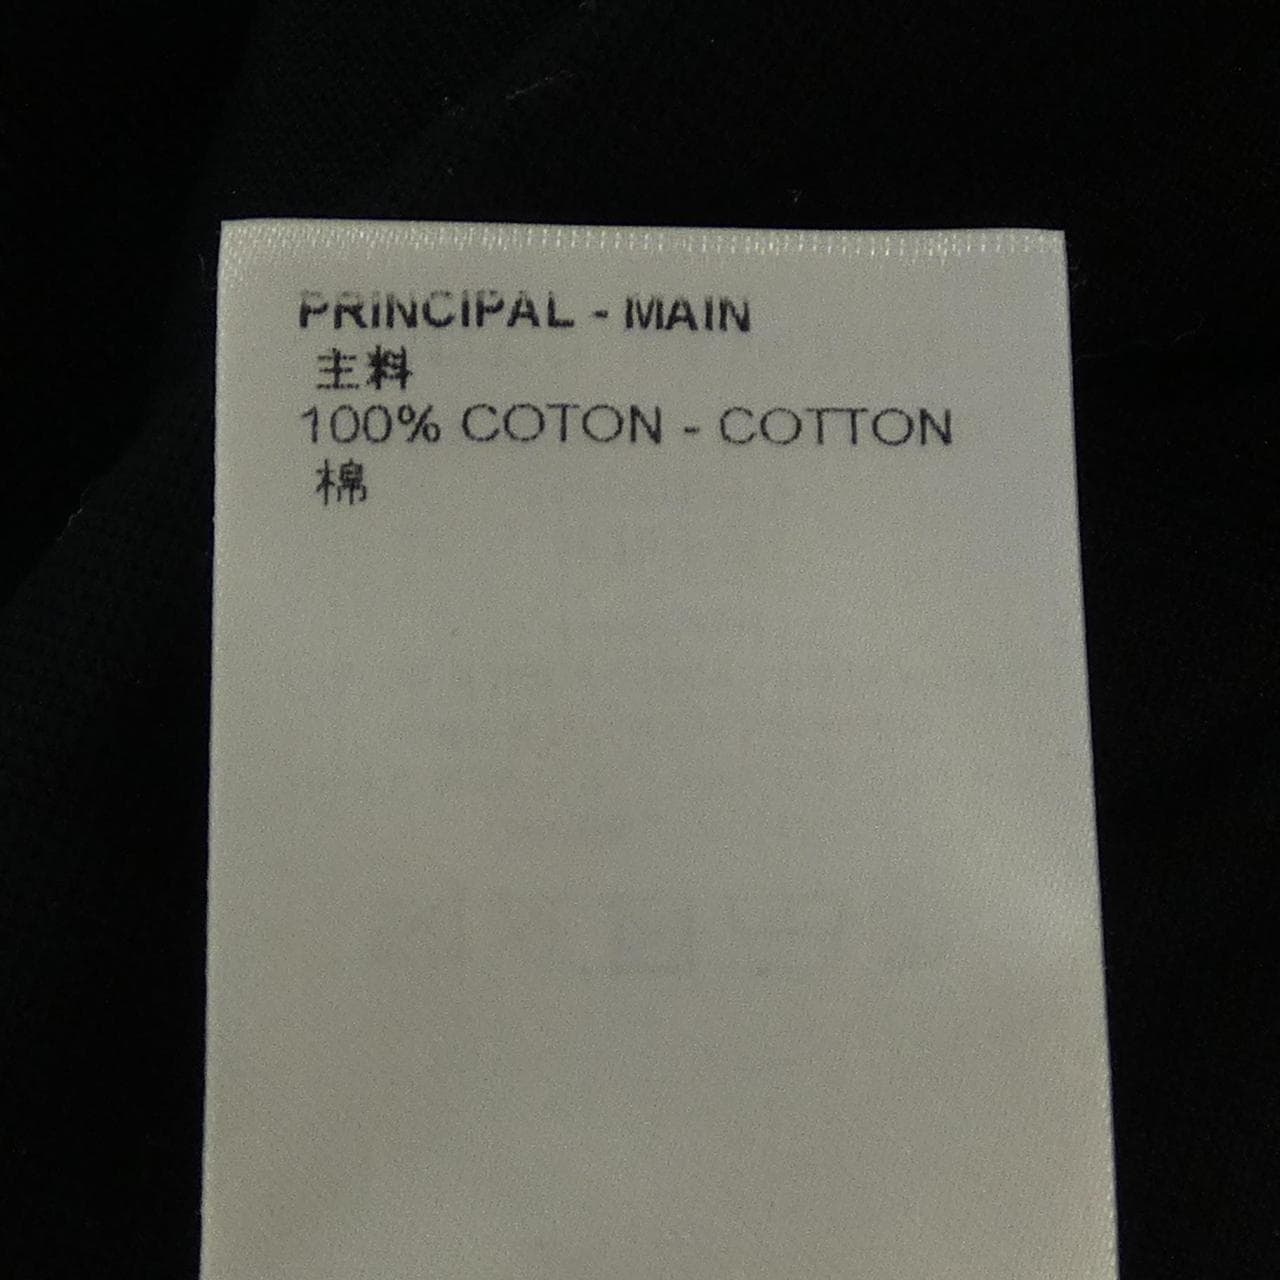 PRINCIPAL - MAIN
主料
100% COTON - COTTON
棉